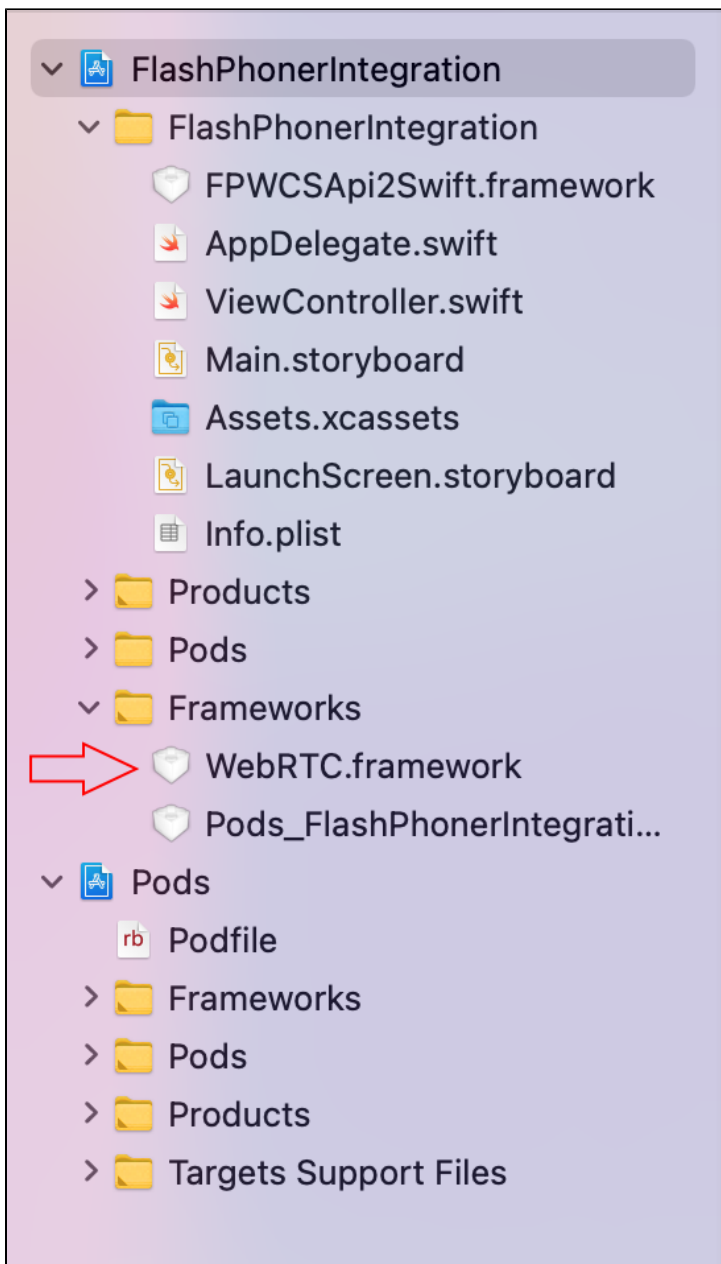 FlashPhonerIntegration
FlashPhonerIntegration
FPWCSApi2Swift.framework
AppDelegate.swift
ViewController.swift
Main.storyboard
Assets.xcassets
LaunchScreen.storyboard
Info.plist
Products
Pods
Frameworks
WebRTC.framework
Pods_FlashPhonerIntegrati...
Pods
rb Podfile
Frameworks
Pods
Products
Targets Support Files